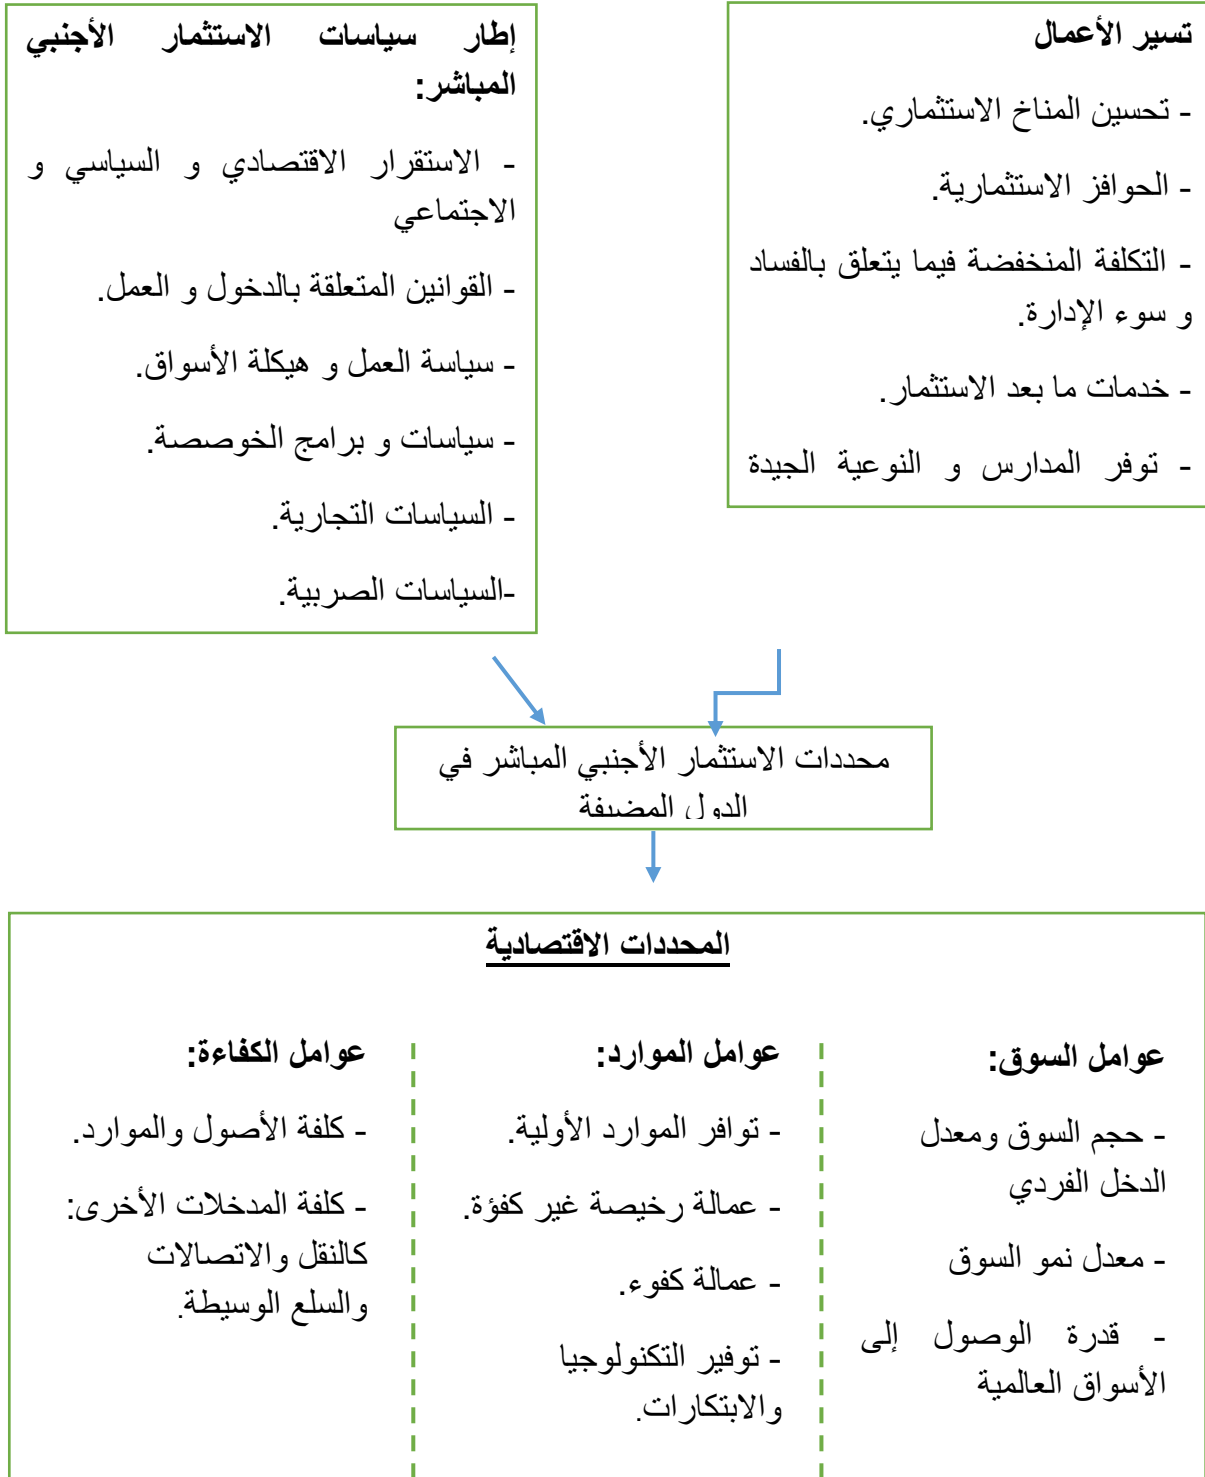 تسير الأعمال
- تحسين المناخ الاستثماري.
- الحوافز الاستثمارية.
- التكلفة المنخفضة فيما يتعلق بالفساد
و سوء الإدارة.
- خدمات ما بعد الاستثمار.
- توفر المدارس و النوعية الجيدة
إطار سياسات الاستثمار الأجنبي
المباشر:
- الاستقرار الاقتصادي و السياسي و
الاجتماعي
- القوانين المتعلقة بالدخول و العمل.
- سياسة العمل و هيكلة الأسواق.
- سياسات و برامج الخوصصة.
- السياسات التجارية.
-السياسات الصربية.
محددات الاستثمار الأجنبي المباشر في
الدول المضيفة
المحددات الاقتصادية
عوامل السوق:
- حجم السوق ومعدل
الدخل الفردي
- معدل نمو السوق
- قدرة الوصول إلى
الأسواق العالمية
عوامل الموارد:
- توافر الموارد الأولية.
- عمالة رخيصة غير كفؤة.
- عمالة كفوء.
- توفير التكنولوجيا
والابتكارات.
عوامل الكفاءة:
- كلفة الأصول والموارد.
- كلفة المدخلات الأخرى:
كالنقل والاتصالات
والسلع الوسيطة.